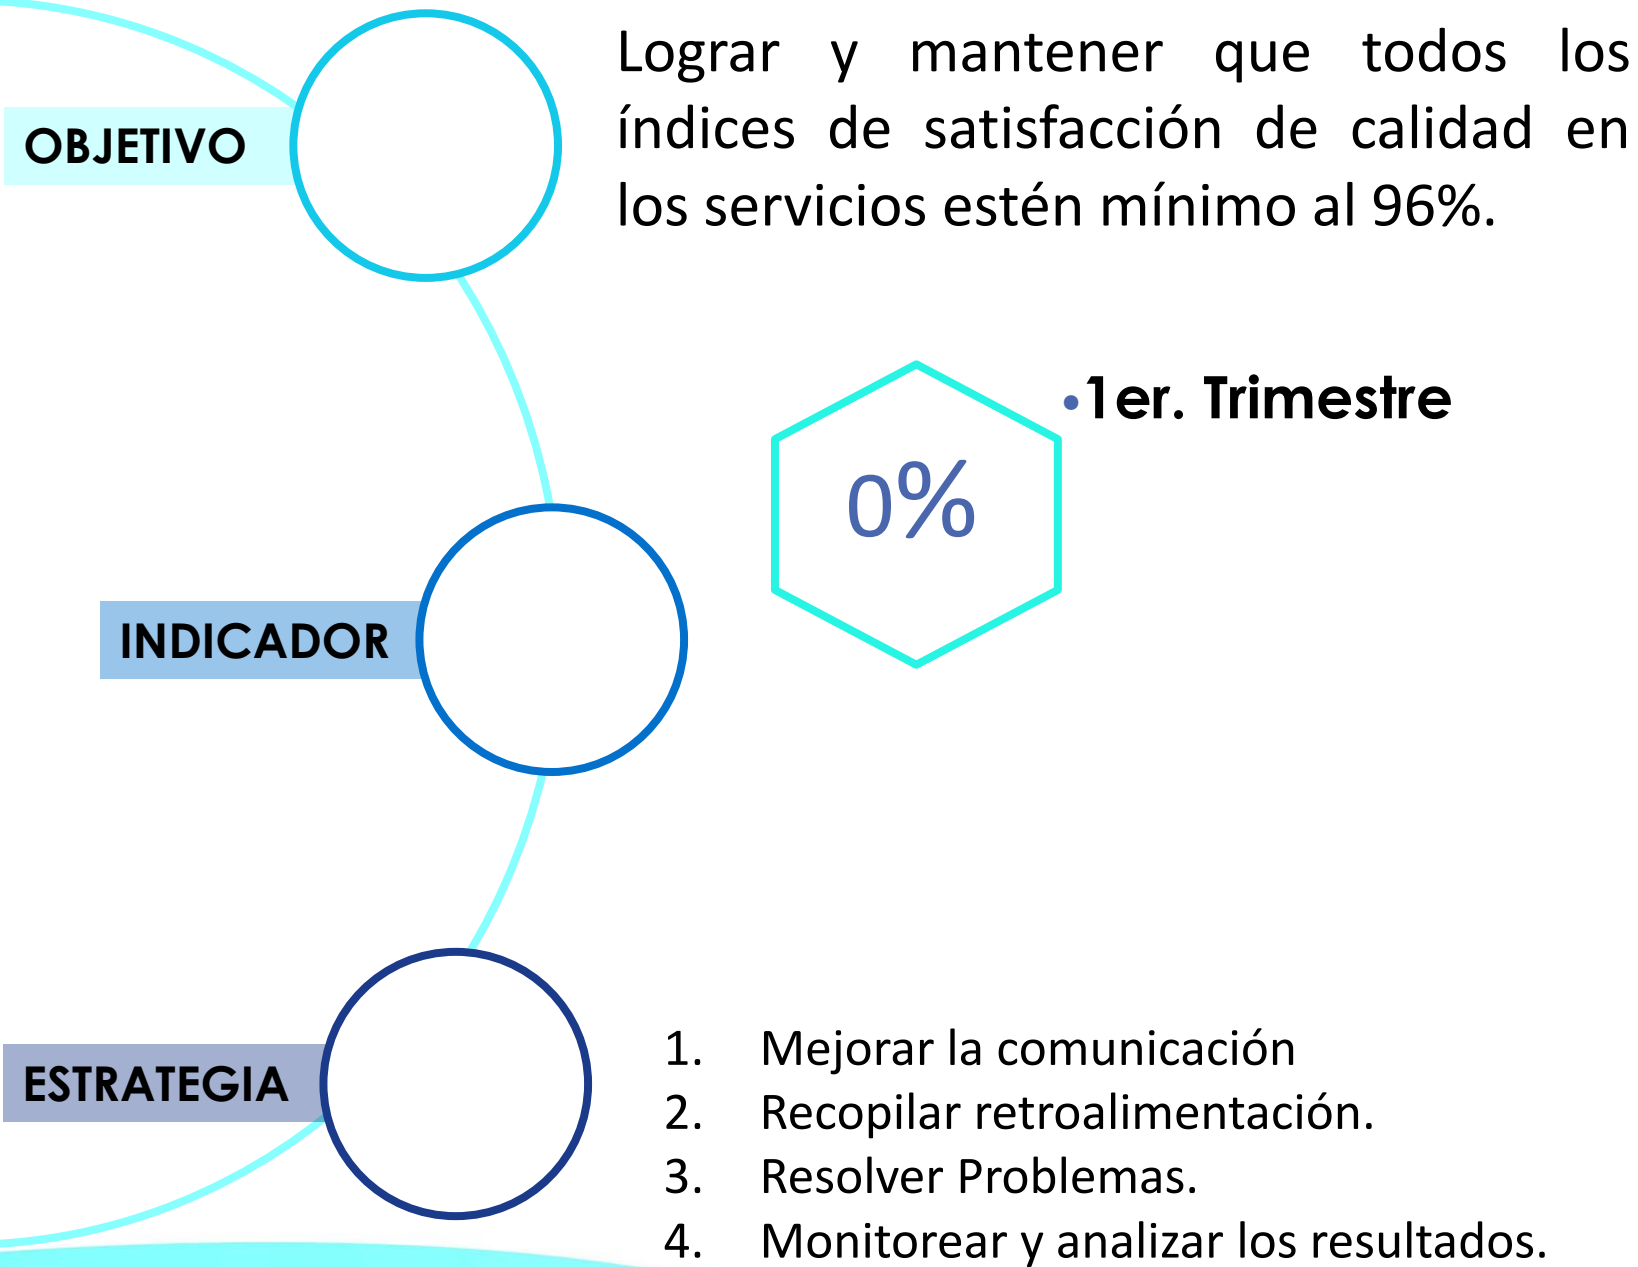 OBJETIVO
Lograr y mantener que todos los
índices de satisfacción de calidad en
los servicios estén mínimo al 96%.
INDICADOR
0%
•1er. Trimestre
ESTRATEGIA
1. Mejorar la comunicación
2. Recopilar retroalimentación.
3. Resolver Problemas.
4. Monitorear y analizar los resultados.